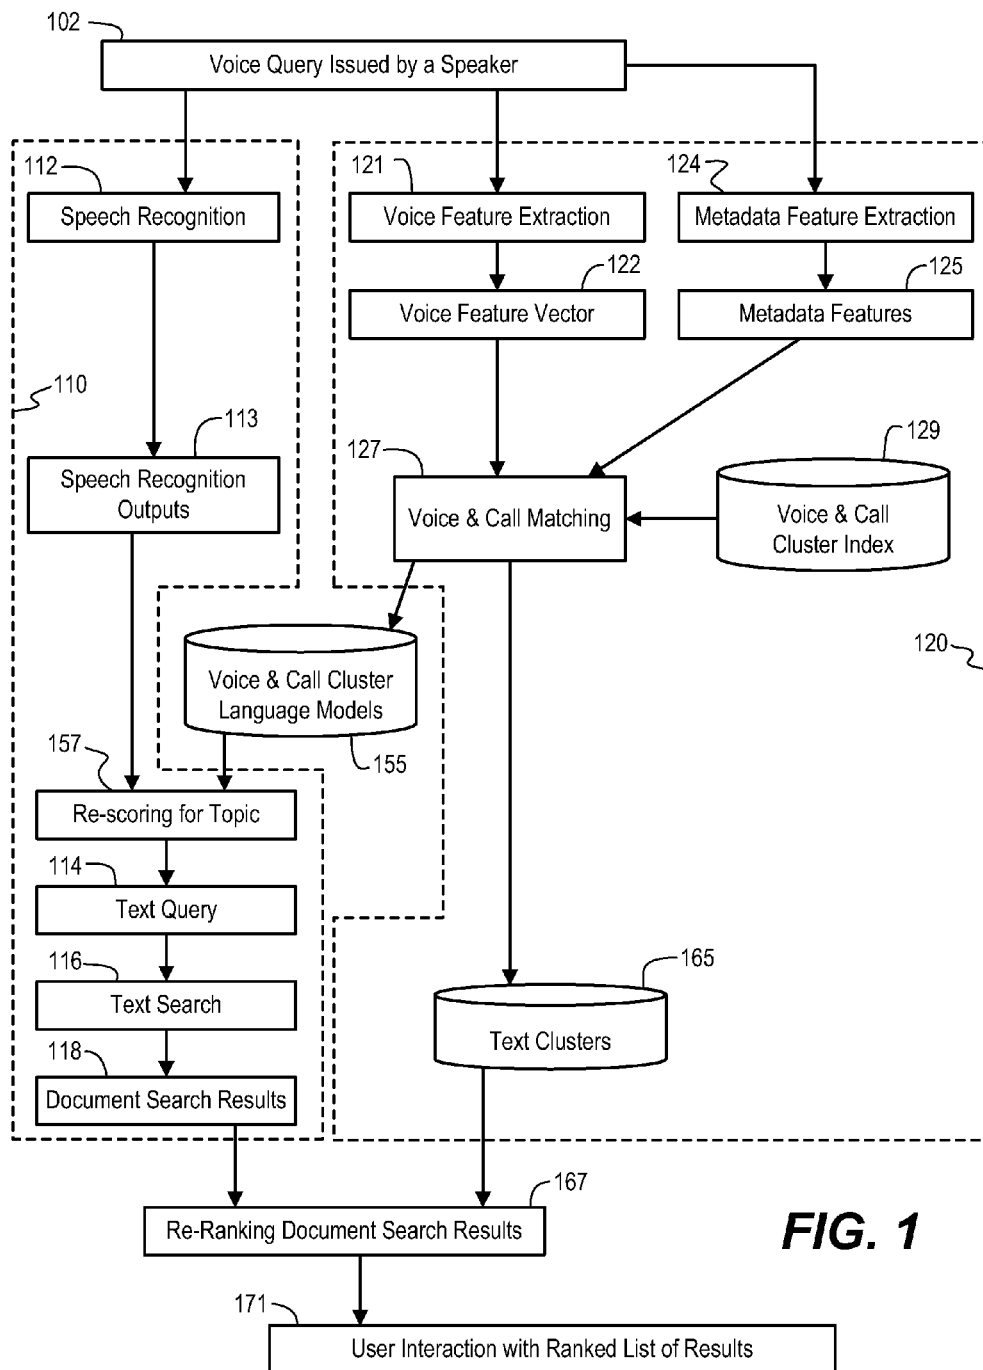 102
Voice Query Issued by a Speaker
112
Speech Recognition
121
Voice Feature Extraction
124
Metadata Feature Extraction
122
Voice Feature Vector
125
Metadata Features
110
113
Speech Recognition
Outputs
127
Voice & Call Matching
129
Voice & Call
Cluster Index
120
Voice & Call Cluster
Language Models
155
157
Re-scoring for Topic
114
Text Query
116
Text Search
165
Text Clusters
118
Document Search Results
167
Re-Ranking Document Search Results
FIG. 1
171
User Interaction with Ranked List of Results